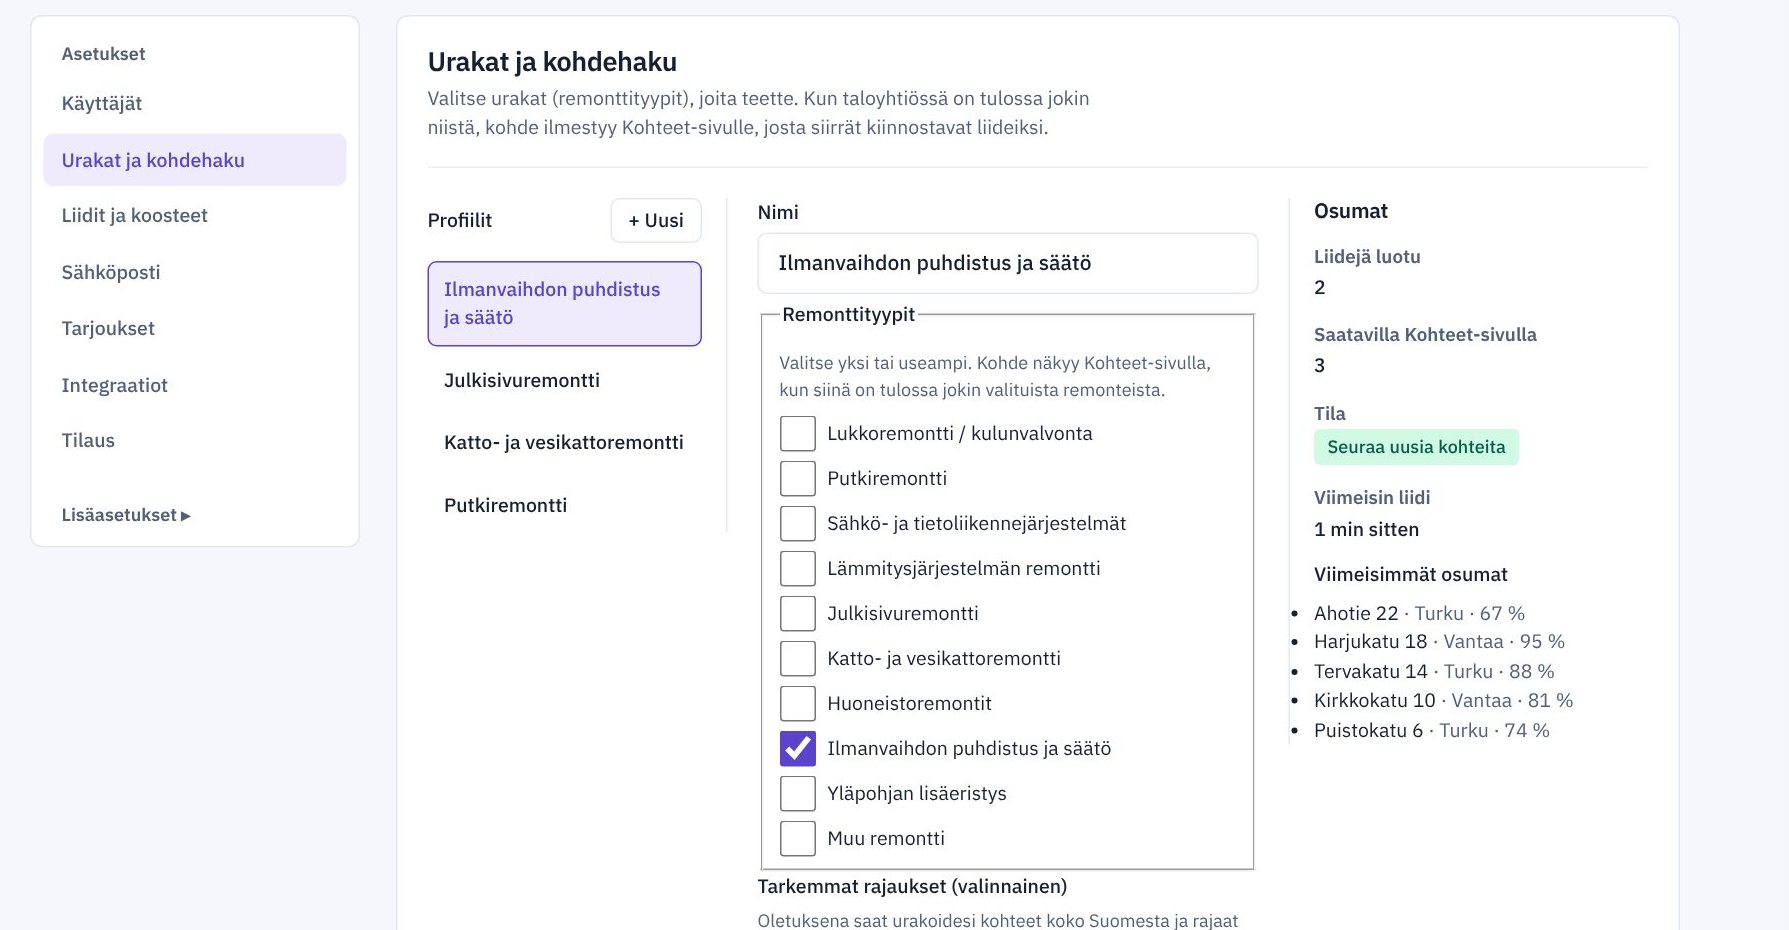 Asetukset
Käyttäjät
Urakat ja kohdehaku
Liidit ja koosteet
Sähköposti
Tarjoukset
Integraatiot
Tilaus
Lisäasetukset ▸
Urakat ja kohdehaku
Valitse urakat (remonttityypit), joita teette. Kun taloyhtiössä on tulossa jokin
niistä, kohde ilmestyy Kohteet-sivulle, josta siirrät kiinnostavat liideiksi.
Profiilit
+ Uusi
Ilmanvaihdon puhdistus
ja säätö
Julkisivuremontti
Katto- ja vesikattoremontti
Putkiremontti
Nimi
Ilmanvaihdon puhdistus ja säätö
Remonttityypit
Valitse yksi tai useampi. Kohde näkyy Kohteet-sivulla,
kun siinä on tulossa jokin valituista remonteista.
Lukkoremontti / kulunvalvonta
Putkiremontti
Sähkö- ja tietoliikennejärjestelmät
Lämmitysjärjestelmän remontti
Julkisivuremontti
Katto- ja vesikattoremontti
Huoneistoremontit
Ilmanvaihdon puhdistus ja säätö
Yläpohjan lisäeristys
Muu remontti
Tarkemmat rajaukset (valinnainen)
Oletuksena saat urakoidesi kohteet koko Suomesta ja rajaat
Osumat
Liidejä luotu
2
Saatavilla Kohteet-sivulla
3
Tila
Seuraa uusia kohteita
Viimeisin liidi
1 min sitten
Viimeisimmät osumat
• Ahotie 22 · Turku · 67 %
• Harjukatu 18 · Vantaa · 95 %
• Tervakatu 14 · Turku · 88 %
• Kirkkokatu 10 · Vantaa · 81 %
• Puistokatu 6 · Turku · 74 %